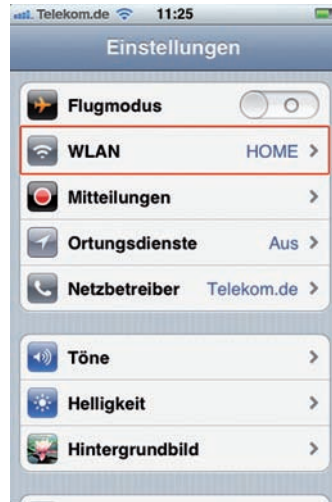 Telekom.de 11:25
Einstellungen
Flugmodus
WLAN HOME
Mitteilungen
Ortungsdienste Aus
Netzbetreiber Telekom.de
Töne
Helligkeit
Hintergrundbild